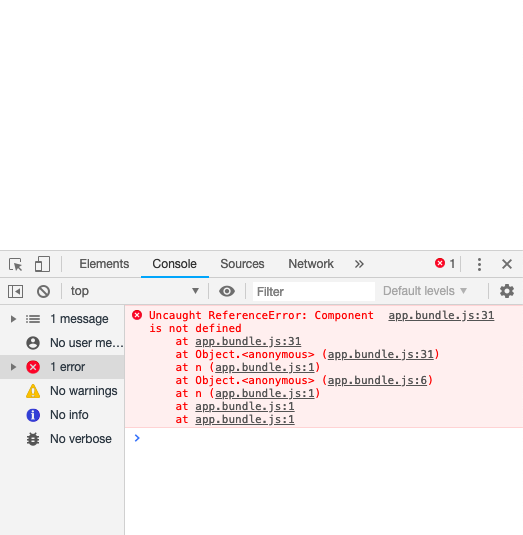 Elements Console Sources Network » 1
top Filter Default levels
1 message
No user me...
1 error
No warnings
No info
No verbose
Uncaught ReferenceError: Component app.bundle.js:31
is not defined
at app.bundle.js:31
at Object.<anonymous> (app.bundle.js:31)
at n (app.bundle.js:1)
at Object.<anonymous> (app.bundle.js:6)
at n (app.bundle.js:1)
at app.bundle.js:1
at app.bundle.js:1